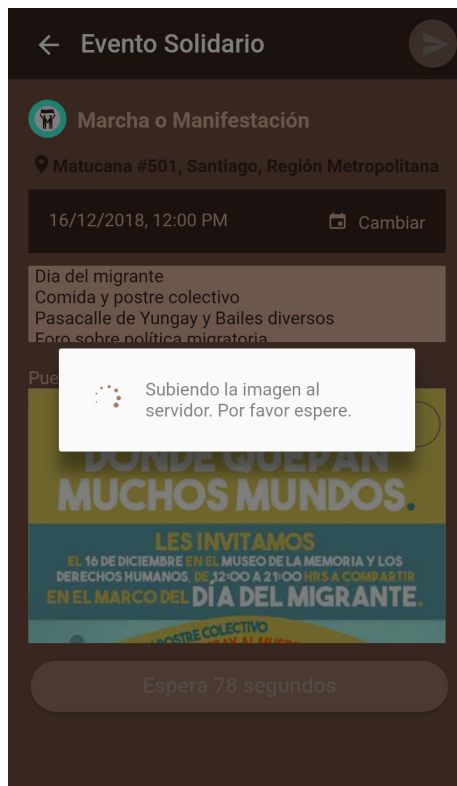 Evento Solidario
Marcha o Manifestación
Matucana #501, Santiago, Región Metropolitana
16/12/2018, 12:00 PM
Cambiar
Dia del migrante
Comida y postre colectivo
Pasacalle de Yungay y Bailes diversos
Foro sobre política migratoria
Pue
Subiendo la imagen al
servidor. Por favor espere.
DONDE QUEPAN
MUCHOS MUNDOS.
LES INVITAMOS
EL 16 DE DICIEMBRE EN EL MUSEO DE LA MEMORIA Y LOS
DERECHOS HUMANOS, DE 12:00 A 21:00 HRS A COMPARTIR
EN EL MARCO DEL DÍA DEL MIGRANTE.
POSTRE COLECTIVO
Espera 78 segundos